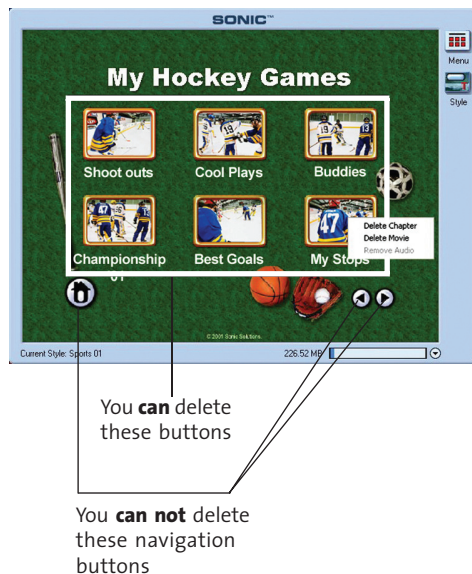 SONIC™
Menu
Style
My Hockey Games
Shoot outs
Cool Plays
Buddies
Championship
01
Best Goals
My Stops
Delete Chapter
Delete Movie
Remove Audio
© 2001 Sonic Solutions.
Current Style: Sports 01
226.52 MB
You can delete
these buttons
You can not delete
these navigation
buttons